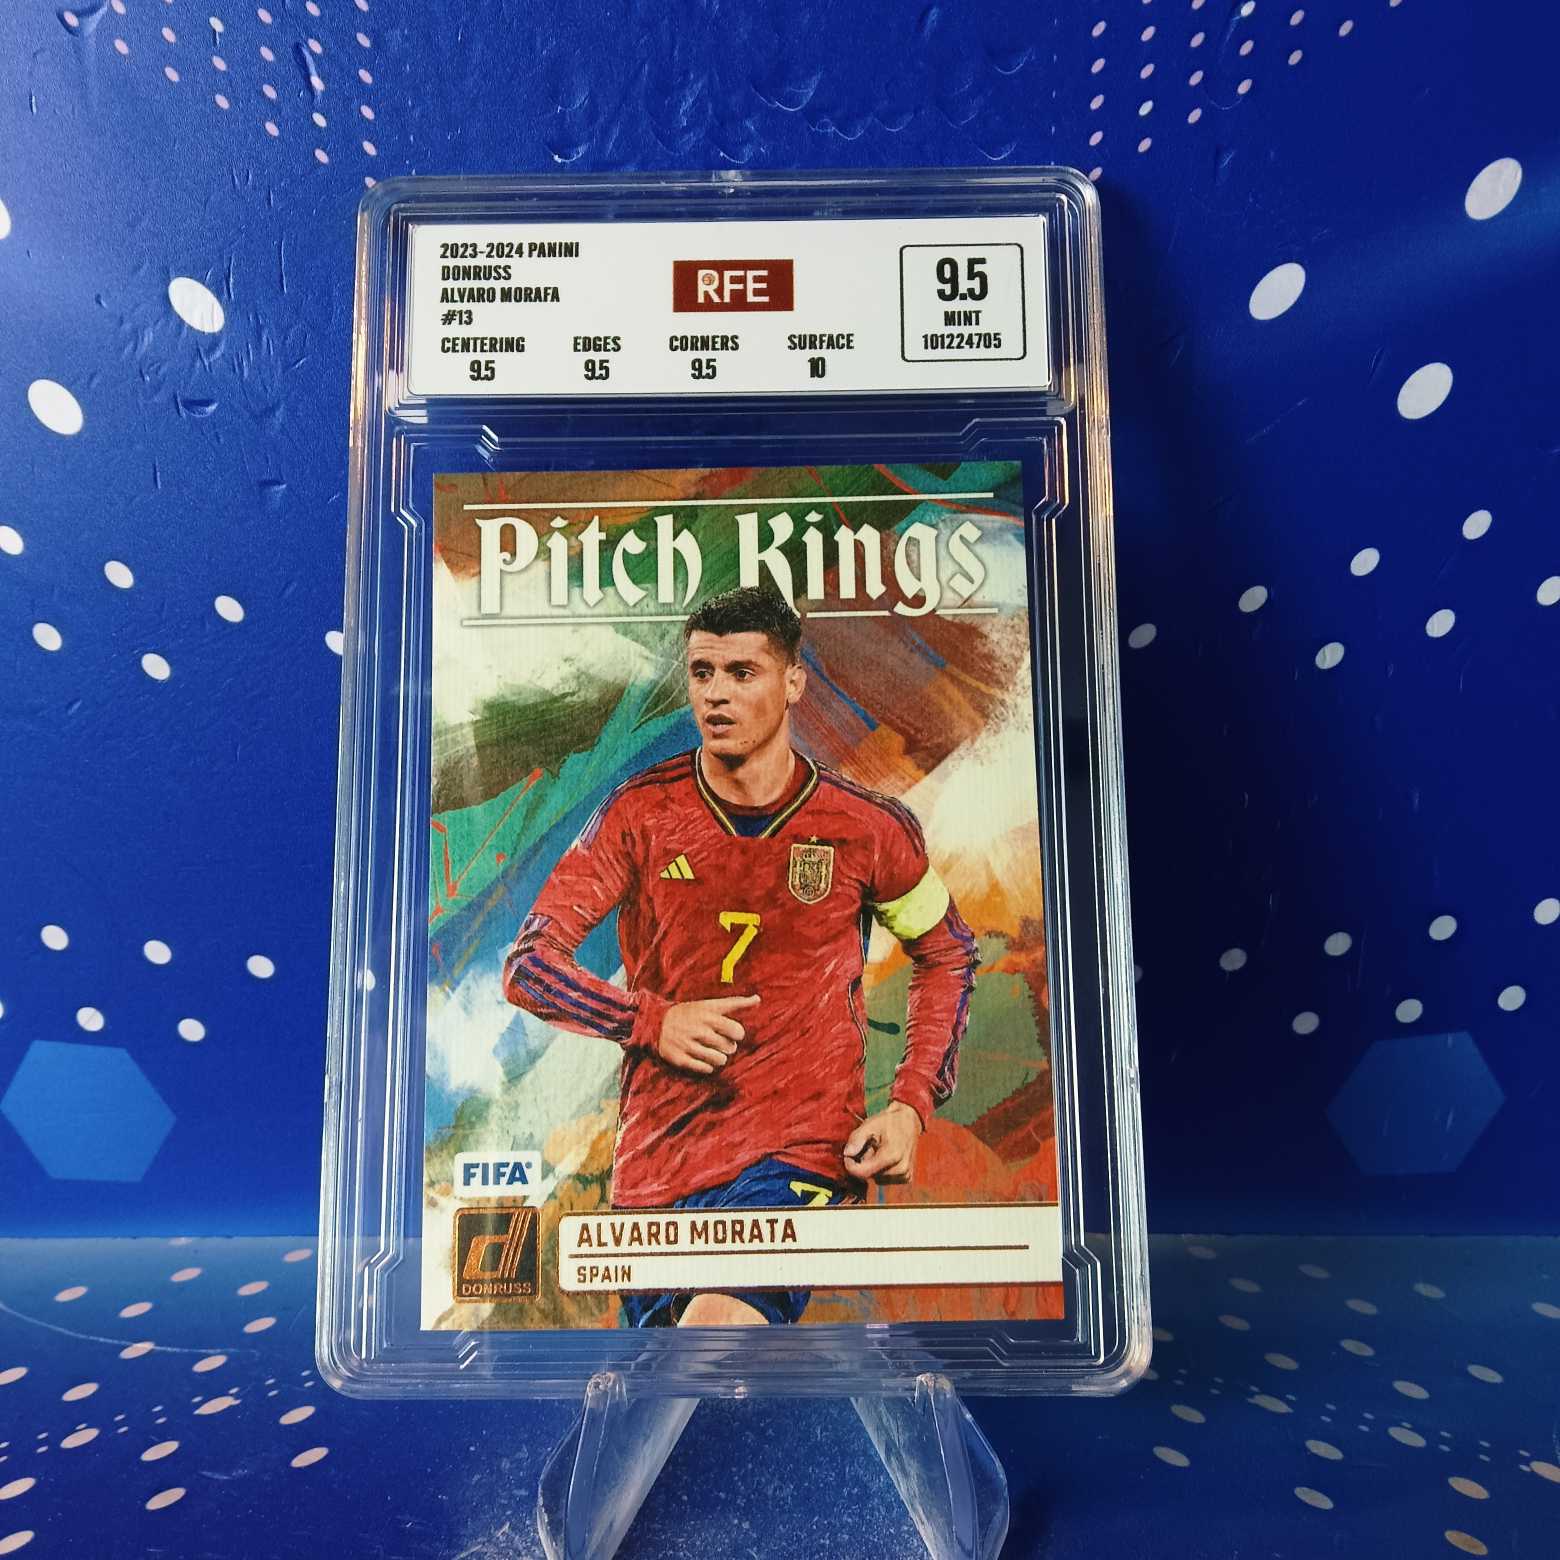 2023-2024 PANINI
DONRUSS
ALVARO MORAFA
#13
RFE
9.5
MINT
101224705
CENTERING EDGES CORNERS SURFACE
9.5 9.5 9.5 10
Pitch Kings
7
7
FIFA
DONRUSS
ALVARO MORATA
SPAIN